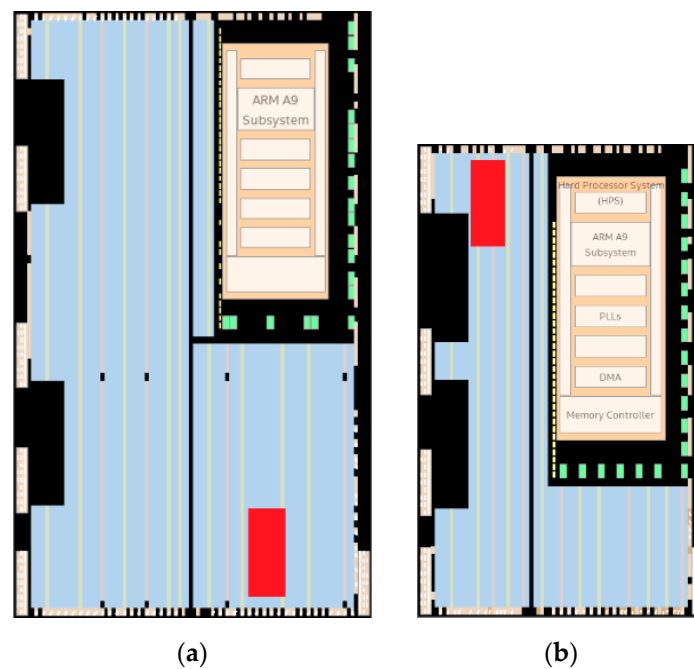 ARM A9
Subsystem
Hard Processor System
(HPS)
ARM A9
Subsystem
PLLs
DMA
Memory Controller
(a)
(b)